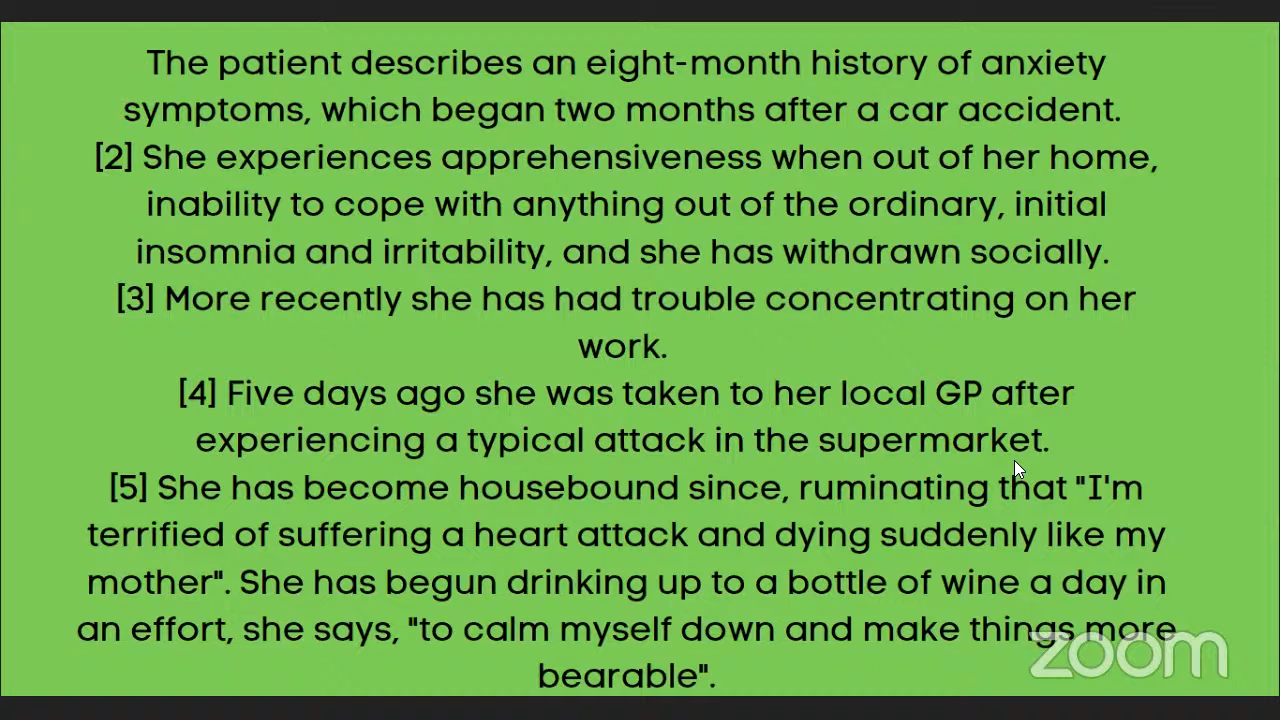 The patient describes an eight-month history of anxiety
symptoms, which began two months after a car accident.
[2] She experiences apprehensiveness when out of her home,
inability to cope with anything out of the ordinary, initial
insomnia and irritability, and she has withdrawn socially.
[3] More recently she has had trouble concentrating on her
work.
[4] Five days ago she was taken to her local GP after
experiencing a typical attack in the supermarket.
[5] She has become housebound since, ruminating that "I'm
terrified of suffering a heart attack and dying suddenly like my
mother". She has begun drinking up to a bottle of wine a day in
an effort, she says, "to calm myself down and make things more
bearable".
zoom